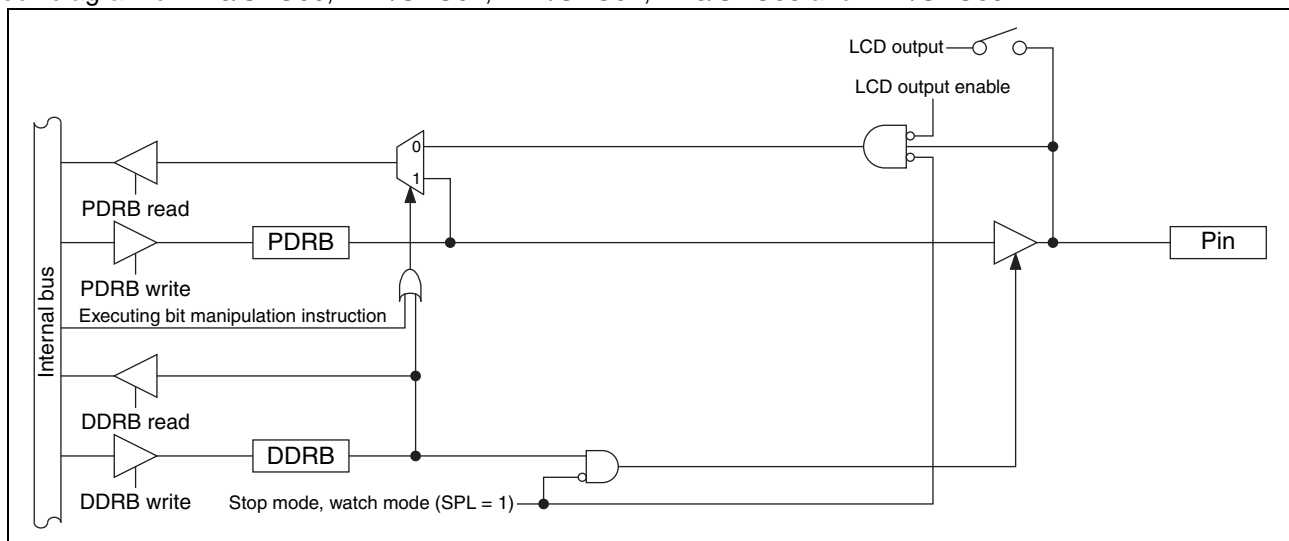 LCD output
LCD output enable
0
1
PDRB read
PDRB
Pin
PDRB write
Executing bit manipulation instruction
Internal bus
DDRB read
DDRB
DDRB write
Stop mode, watch mode (SPL = 1)